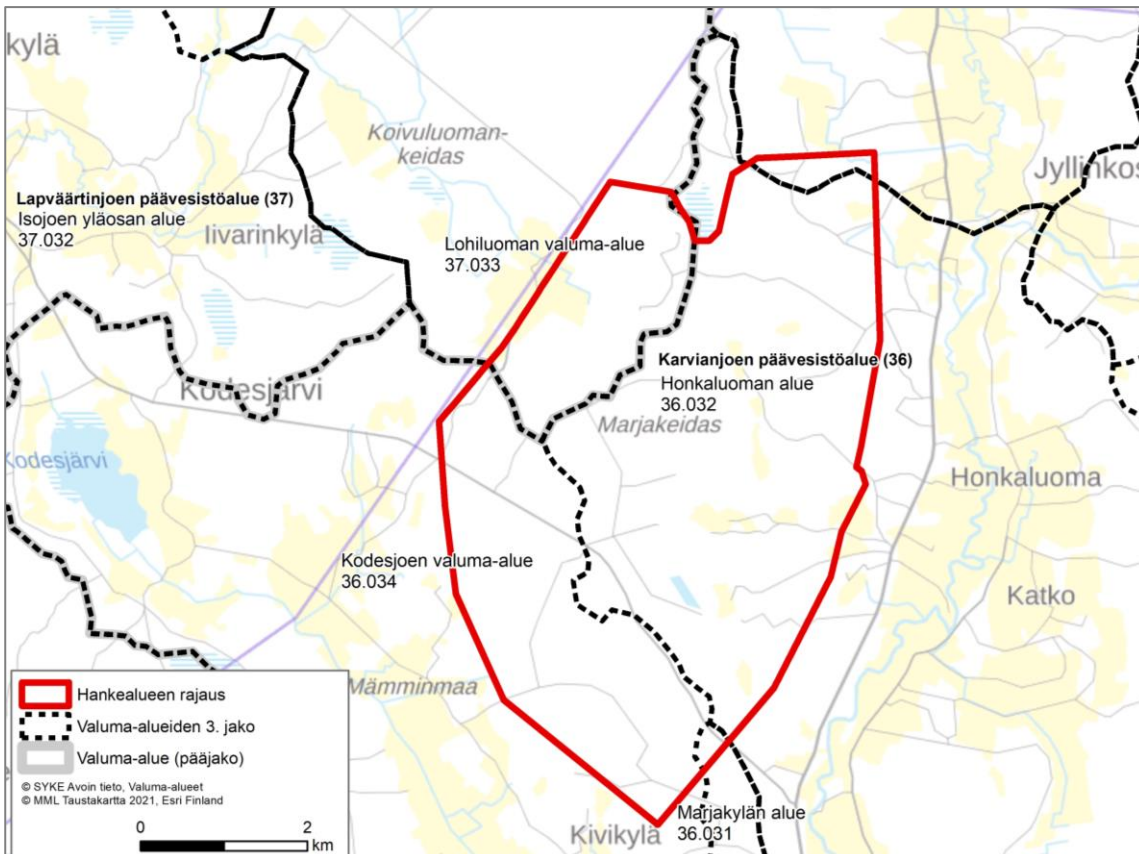 kylä
Koivuluoman-
keidas
Jyllinkos
Lapväärtinjoen päävesistöalue (37)
Isojoen yläosan alue
37.032
Iivarinkylä
Lohiluoman valuma-alue
37.033
Karvianjoen päävesistöalue (36)
Honkaluoman alue
36.032
Kodesjärvi
Marjakeidas
Kodesjärvi
Honkaluoma
Kodesjoen valuma-alue
36.034
Katko
Mämminmaa
Hankealueen rajaus
Valuma-alueiden 3. jako
Valuma-alue (pääjako)
© SYKE Avoin tieto, Valuma-alueet
© MML Taustakartta 2021, Esri Finland
0 2
km
Marjakylän alue
36.031
Kivikylä